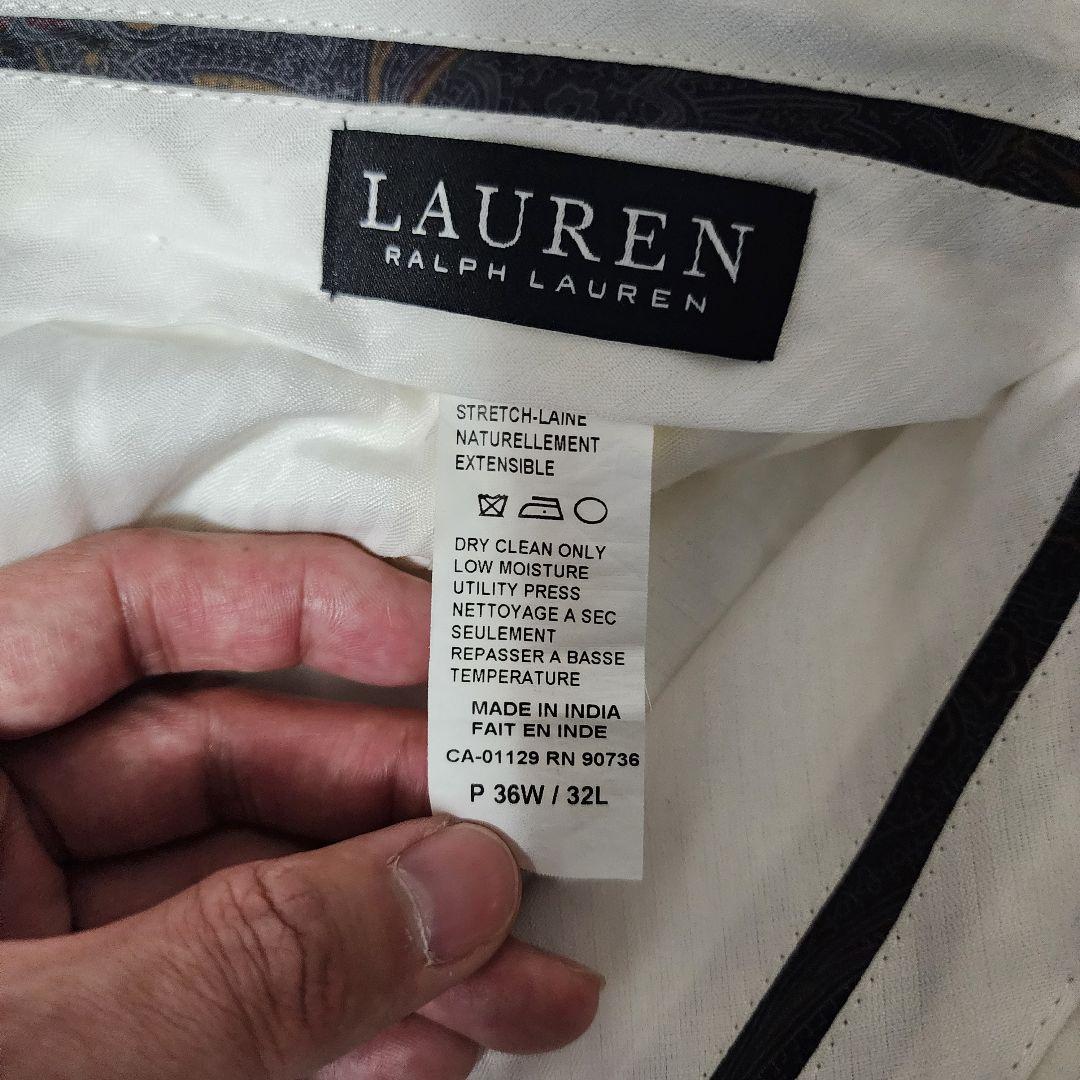 LAUREN
RALPH LAUREN
STRETCH-LAINE
NATURELLEMENT
EXTENSIBLE
DRY CLEAN ONLY
LOW MOISTURE
UTILITY PRESS
NETTOYAGE A SEC
SEULEMENT
REPASSER A BASSE
TEMPERATURE
MADE IN INDIA
FAIT EN INDE
CA-01129 RN 90736
P 36W / 32L